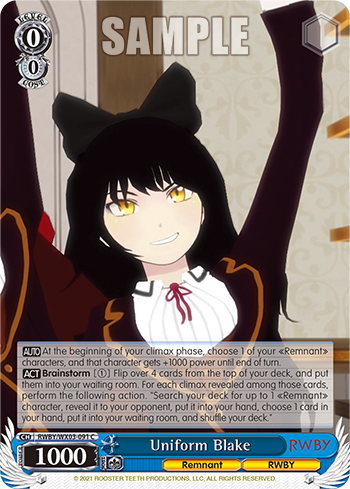 LEVEL
0
0
COST
SAMPLE
AUTO At the beginning of your climax phase, choose 1 of your «Remnant»
characters, and that character gets +1000 power until end of turn.
ACT Brainstorm [(1)] Flip over 4 cards from the top of your deck, and put
them into your waiting room. For each climax revealed among those cards,
perform the following action. "Search your deck for up to 1 «Remnant»
character, reveal it to your opponent, put it into your hand, choose 1 card in
your hand, put it into your waiting room, and shuffle your deck."
RWBY/WX03-091 C
POWER
1000
Uniform Blake
RWBY
Remnant
RWBY
© 2021 ROOSTER TEETH PRODUCTIONS, LLC, ALL RIGHTS RESERVED.